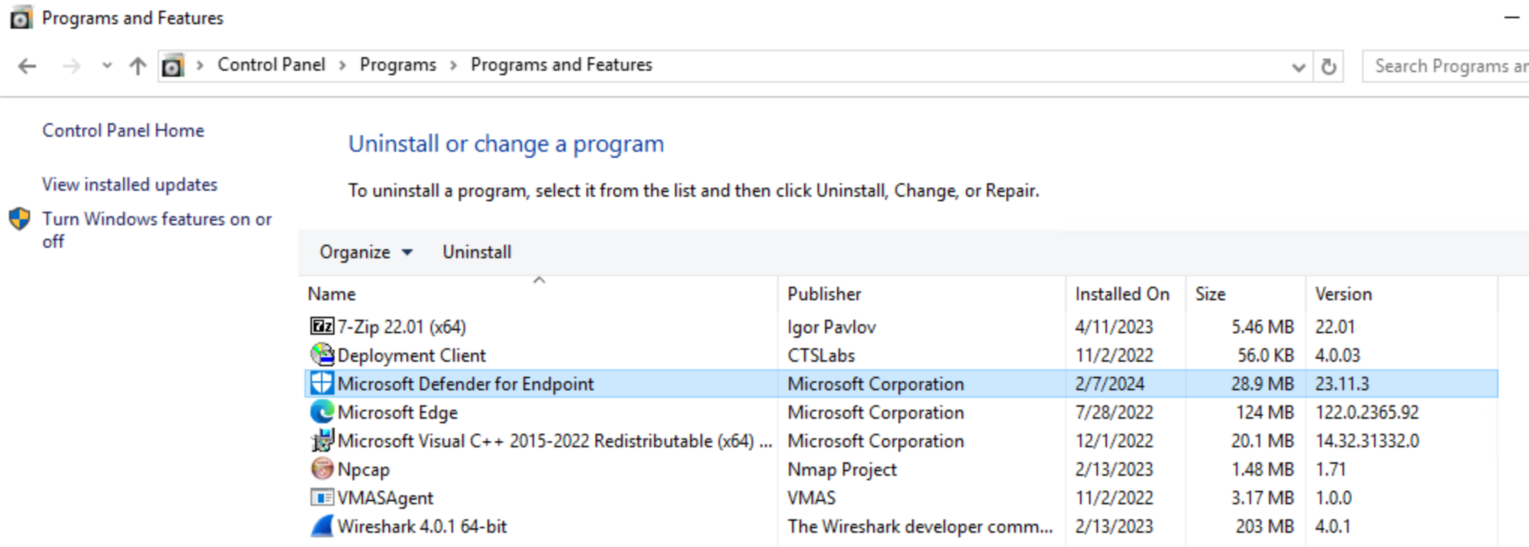 Programs and Features
Control Panel > Programs > Programs and Features
Search Programs ar
Control Panel Home
View installed updates
Turn Windows features on or
off
Uninstall or change a program
To uninstall a program, select it from the list and then click Uninstall, Change, or Repair.
Organize Uninstall
Name Publisher Installed On Size Version
7z 7-Zip 22.01 (x64) Igor Pavlov 4/11/2023 5.46 MB 22.01
Deployment Client CTSLabs 11/2/2022 56.0 KB 4.0.03
Microsoft Defender for Endpoint Microsoft Corporation 2/7/2024 28.9 MB 23.11.3
Microsoft Edge Microsoft Corporation 7/28/2022 124 MB 122.0.2365.92
Microsoft Visual C++ 2015-2022 Redistributable (x64) ... Microsoft Corporation 12/1/2022 20.1 MB 14.32.31332.0
Npcap Nmap Project 2/13/2023 1.48 MB 1.71
VMASAgent VMAS 11/2/2022 3.17 MB 1.0.0
Wireshark 4.0.1 64-bit The Wireshark developer comm... 2/13/2023 203 MB 4.0.1